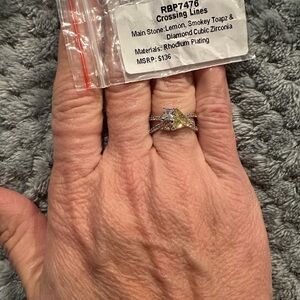 RBP7476
Crossing Lines
Main Stone:Lemon, Smokey Toapz &
Diamond Cubic Zirconia
Materials: Rhodium Plating
MSRP: $136